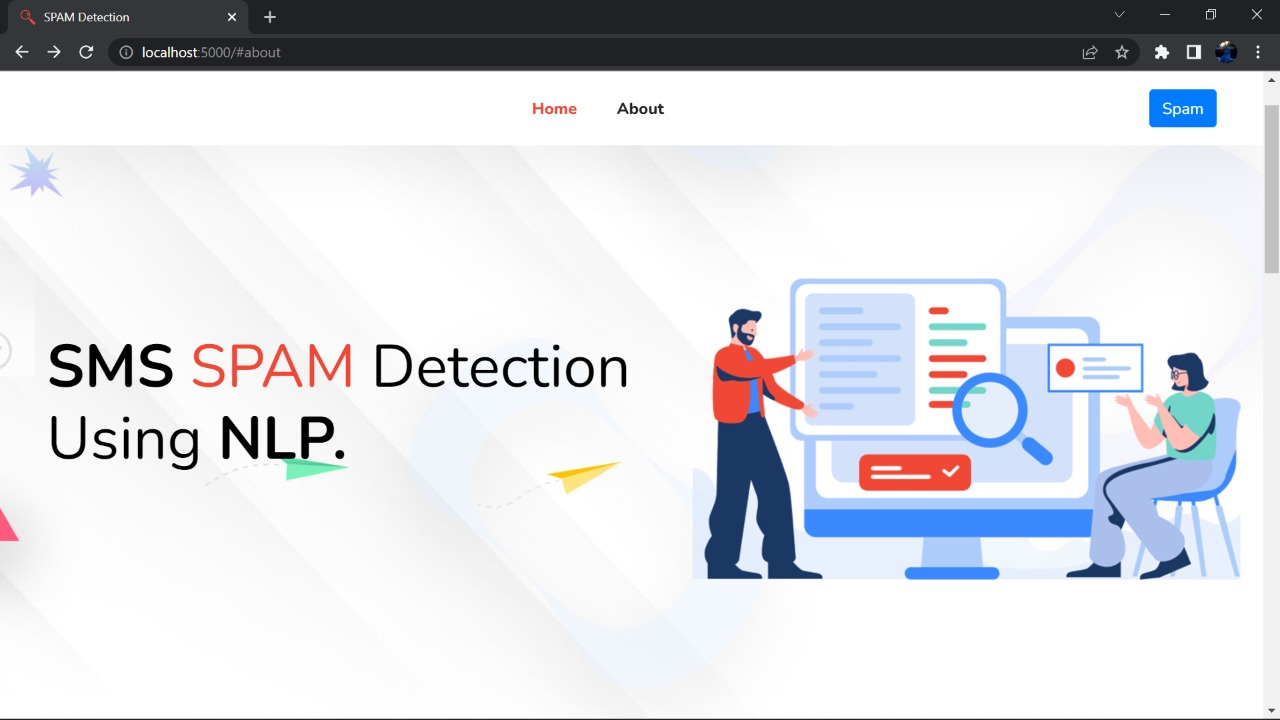 SPAM Detection
localhost:5000/#about
Home About Spam
SMS SPAM Detection
Using NLP.